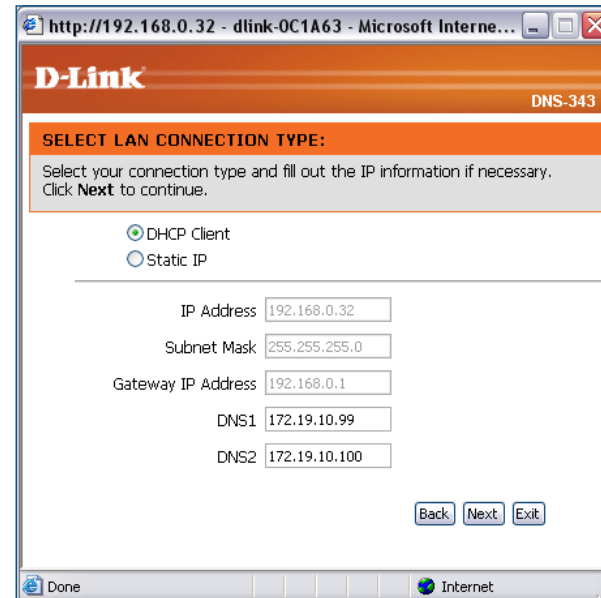 http://192.168.0.32 - dlink-0C1A63 - Microsoft Interne...
D-Link
DNS-343
SELECT LAN CONNECTION TYPE:
Select your connection type and fill out the IP information if necessary.
Click Next to continue.
DHCP Client
Static IP
IP Address 192.168.0.32
Subnet Mask 255.255.255.0
Gateway IP Address 192.168.0.1
DNS1 172.19.10.99
DNS2 172.19.10.100
Back Next Exit
Done Internet